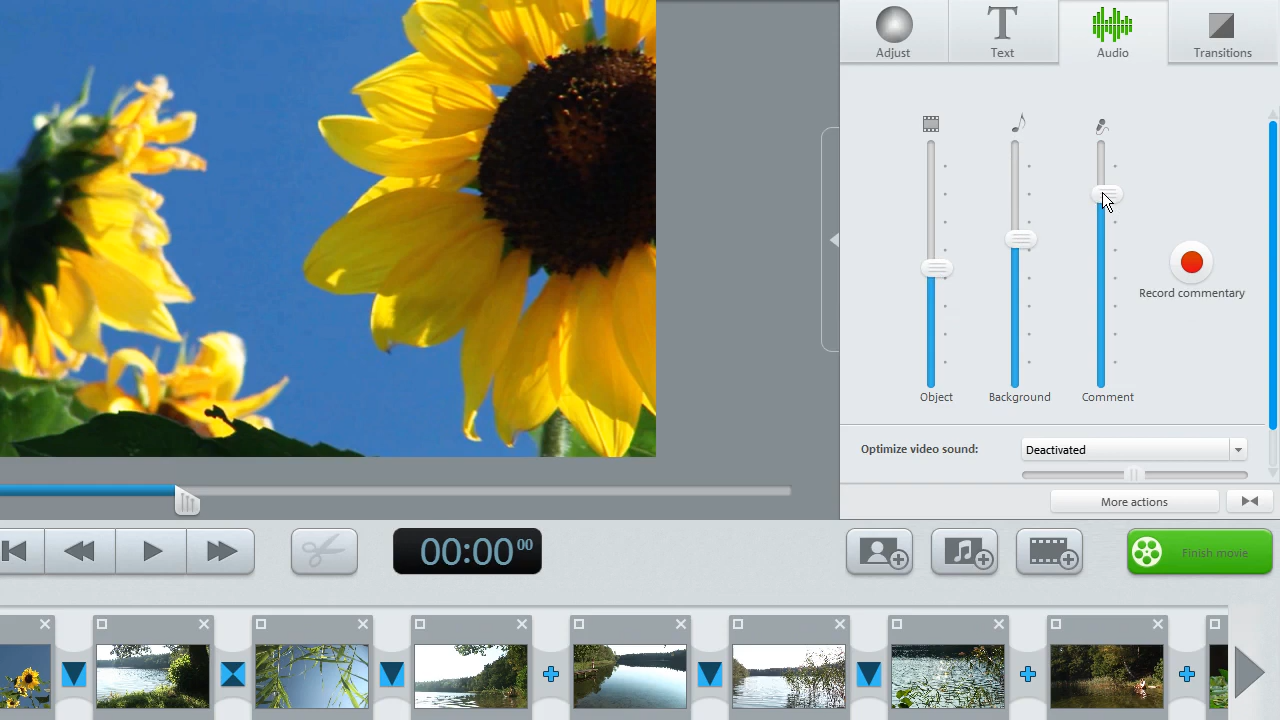 Adjust
Text
Audio
Transitions
Record commentary
Object
Background
Comment
Optimize video sound:
Deactivated
More actions
00:00 00
Finish movie